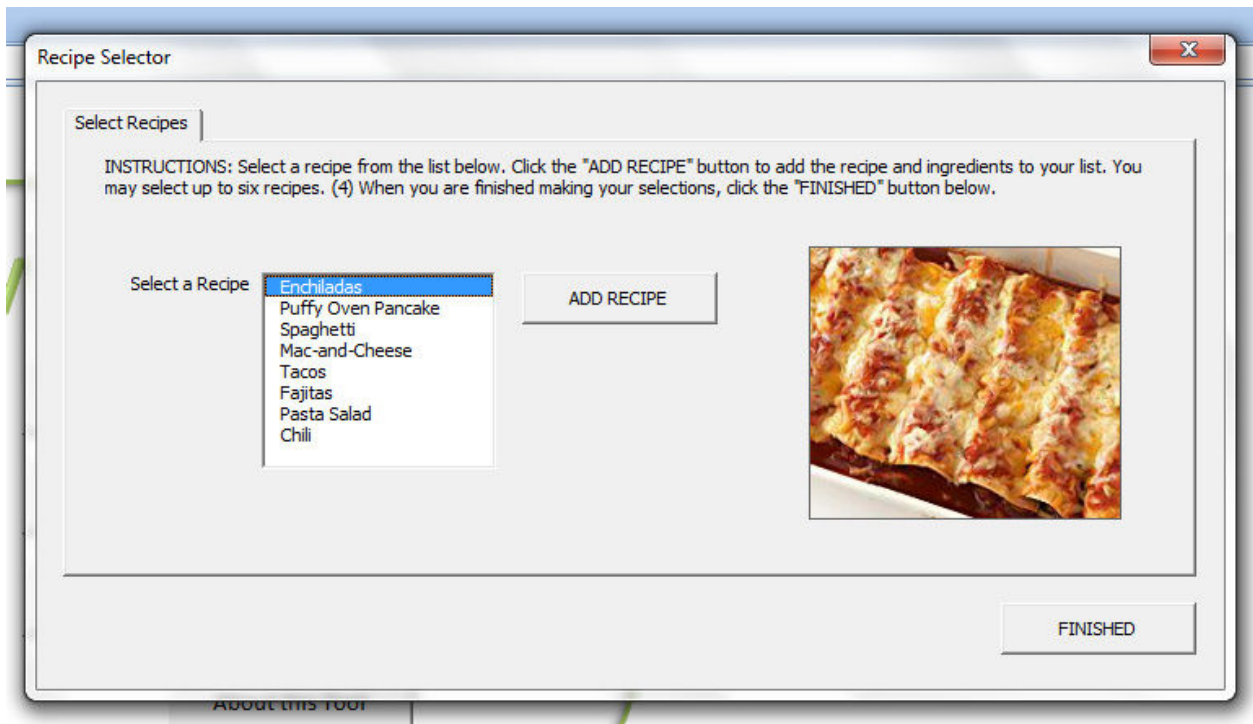 Recipe Selector
Select Recipes
INSTRUCTIONS: Select a recipe from the list below. Click the "ADD RECIPE" button to add the recipe and ingredients to your list. You
may select up to six recipes. (4) When you are finished making your selections, click the "FINISHED" button below.
Select a Recipe
Enchiladas
Puffy Oven Pancake
Spaghetti
Mac-and-Cheese
Tacos
Fajitas
Pasta Salad
Chili
ADD RECIPE
FINISHED
About this Tool